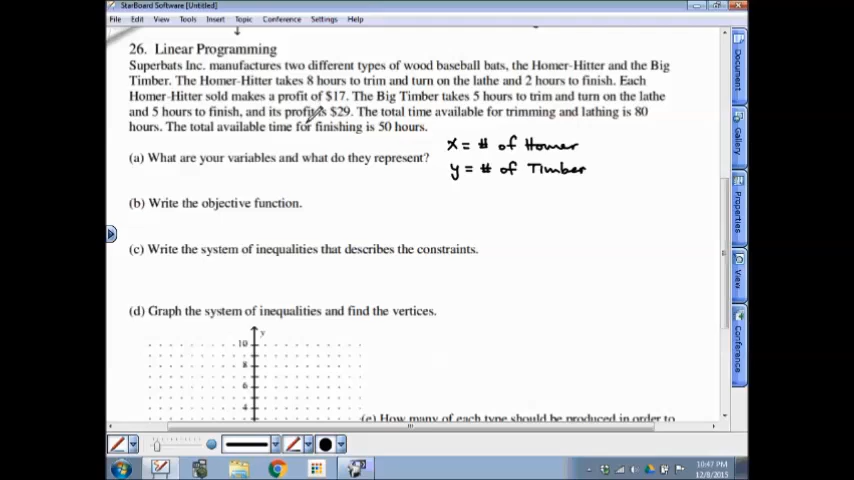 StarBoard Software [Untitled]
File Edit View Tools Insert Topic Conference Settings Help
26. Linear Programming
Superbats Inc. manufactures two different types of wood baseball bats, the Homer-Hitter and the Big
Timber. The Homer-Hitter takes 8 hours to trim and turn on the lathe and 2 hours to finish. Each
Homer-Hitter sold makes a profit of $17. The Big Timber takes 5 hours to trim and turn on the lathe
and 5 hours to finish, and its profit is $29. The total time available for trimming and lathing is 80
hours. The total available time for finishing is 50 hours.
x = # of Homer
(a) What are your variables and what do they represent?
y = # of Timber
(b) Write the objective function.
(c) Write the system of inequalities that describes the constraints.
(d) Graph the system of inequalities and find the vertices.
y
10
8
6
4
(e) How many of each type should be produced in order to
Document
Gallery
Properties
View
Conference
10:47 PM
12/8/2015